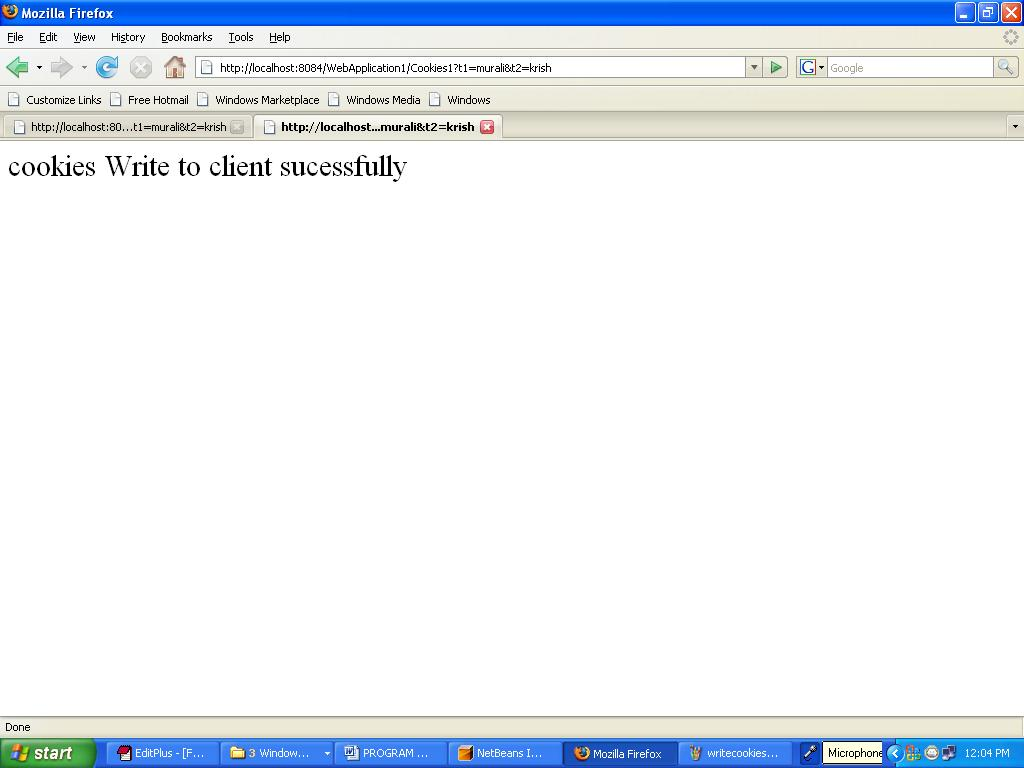 Mozilla Firefox
File Edit View History Bookmarks Tools Help
http://localhost:8084/WebApplication1/Cookies1?t1=murali&t2=krish G Google
Customize Links Free Hotmail Windows Marketplace Windows Media Windows
http://localhost:80...t1=murali&t2=krish http://localhost...murali&t2=krish
cookies Write to client sucessfully
Done
start EditPlus - [F... 3 Window... PROGRAM ... NetBeans I... Mozilla Firefox writecookies... Microphone 12:04 PM